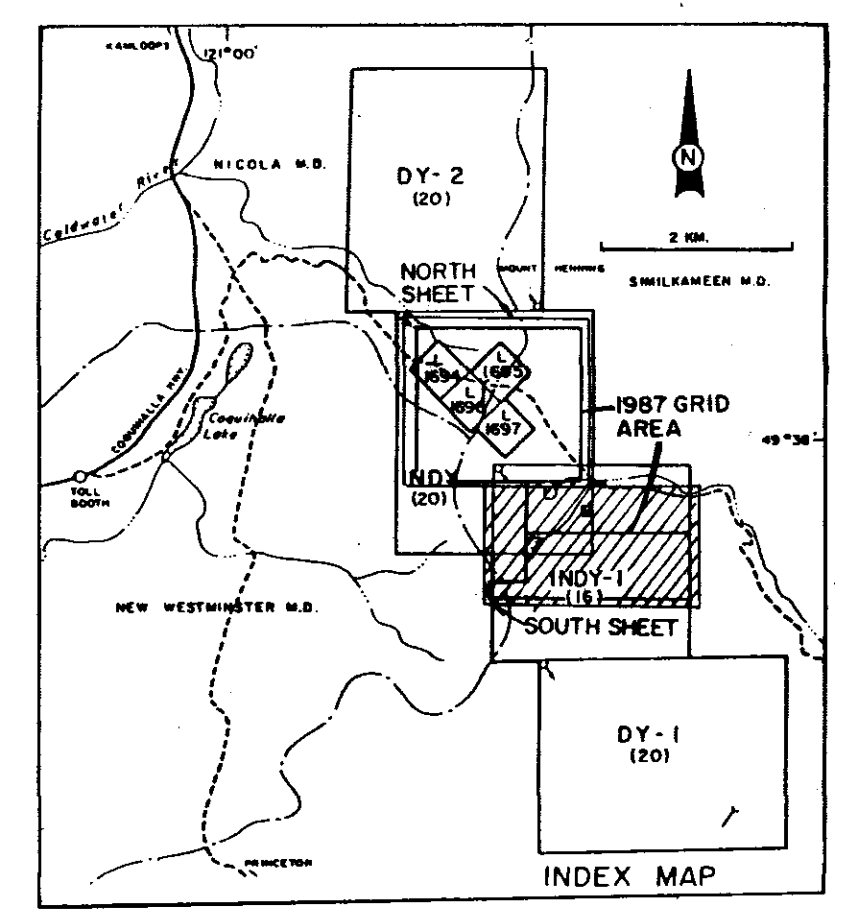 KAMLOOPS
121°00'
NICOLA M.D.
Coldwater River
DY-2
(20)
N
2 KM.
MOUNT HENNING
SIMILKAMEEN M.D.
NORTH
SHEET
L
1694
L
1695
L
1696
L
1697
1987 GRID
AREA
49°38'
COQUIHALLA HWY.
Coquihalla
Lake
TOLL
BOOTH
INDY
(20)
INDY-1
(16)
NEW WESTMINSTER M.D.
SOUTH SHEET
DY-1
(20)
PRINCETON
INDEX MAP